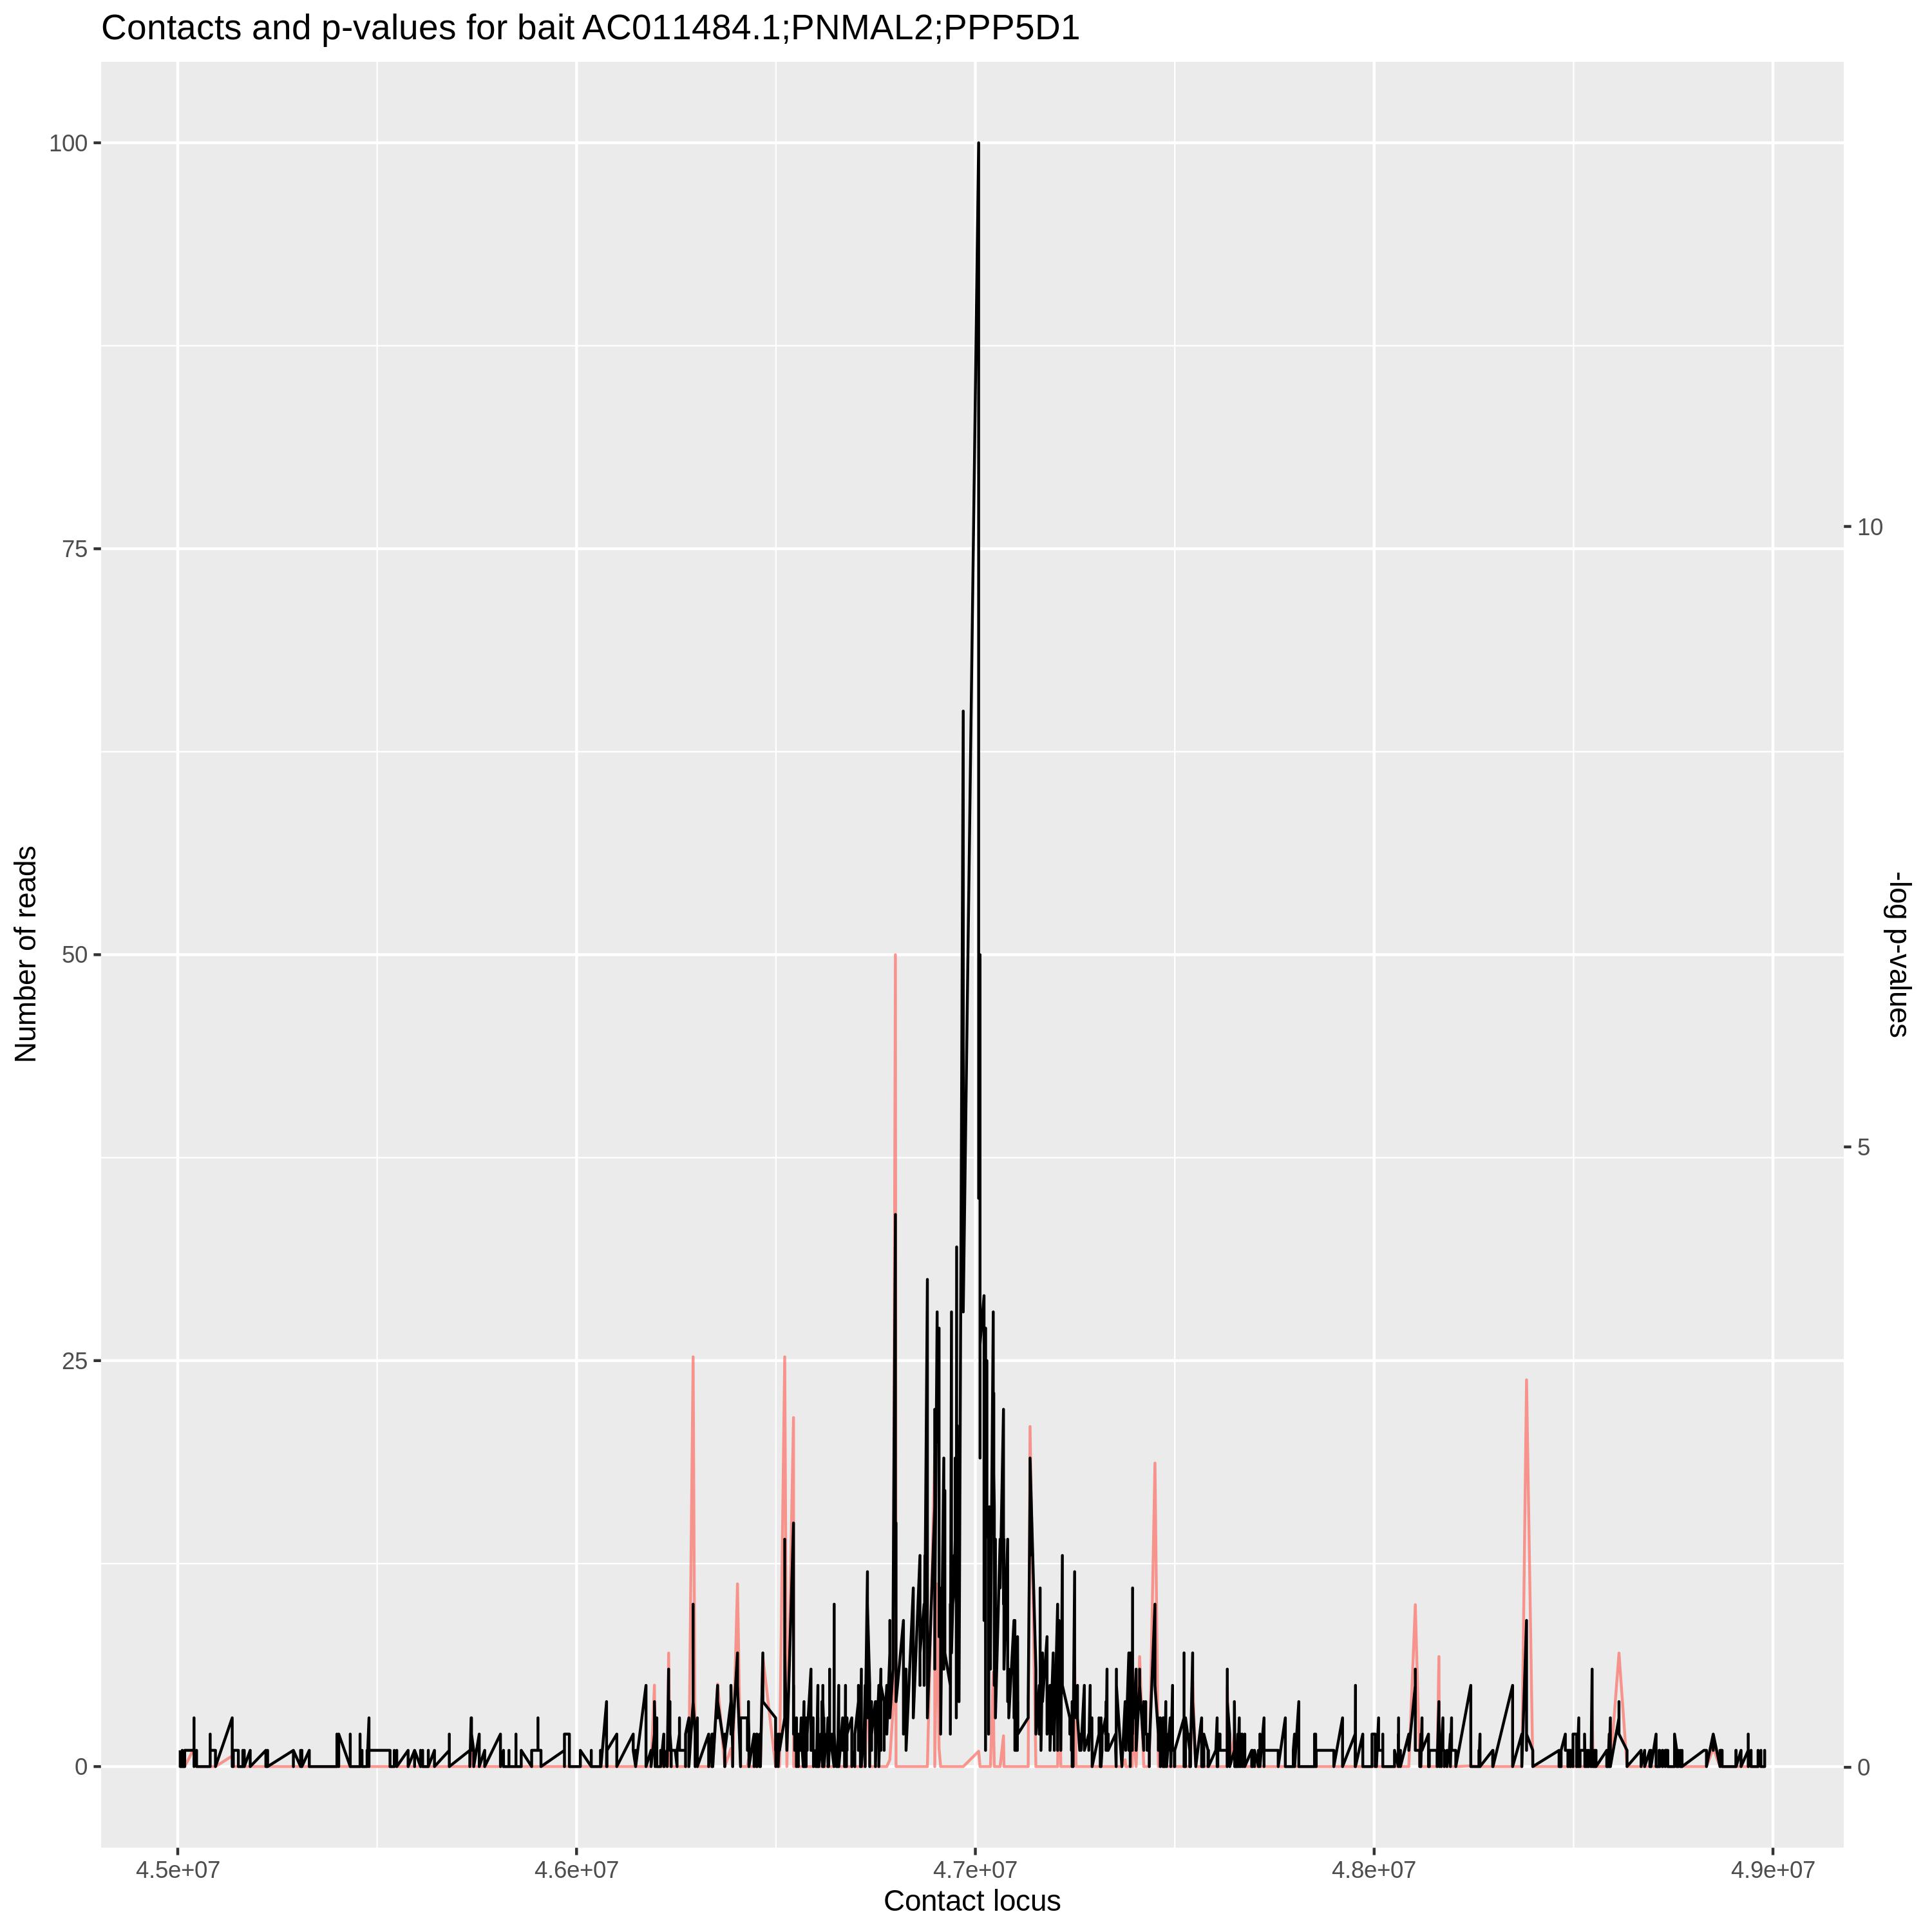 Contacts and p-values for bait AC011484.1;PNMAL2;PPP5D1
100
75
50
25
0
Number of reads
10
5
0
-log p-values
4.5e+07 4.6e+07 4.7e+07 4.8e+07 4.9e+07
Contact locus